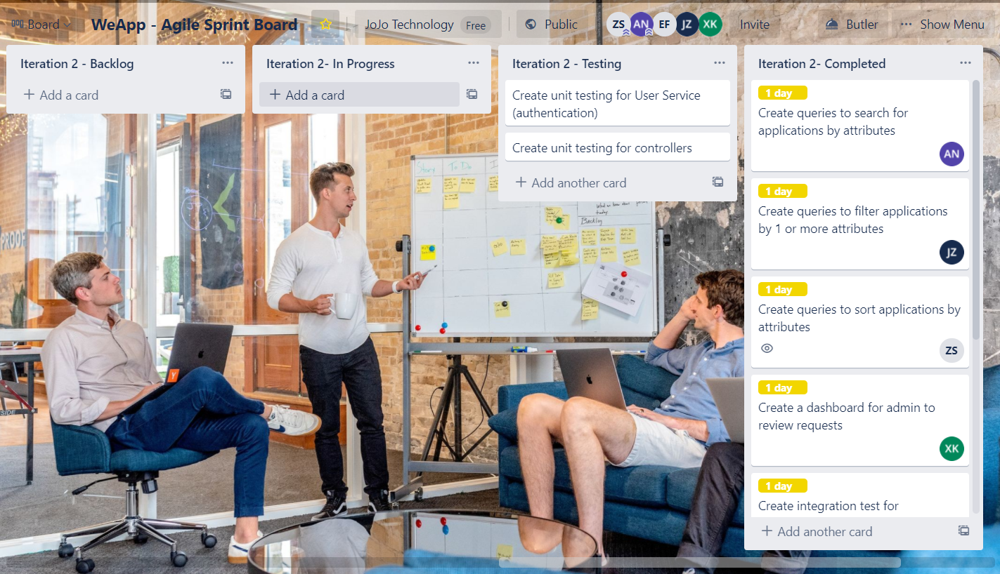 Board
WeApp - Agile Sprint Board
JoJo Technology Free
Public
ZS AN EF JZ XK
Invite
Butler
··· Show Menu
Iteration 2 - Backlog ···
+ Add a card
Iteration 2- In Progress ···
+ Add a card
Iteration 2 - Testing ···
Create unit testing for User Service
(authentication)
Create unit testing for controllers
+ Add another card
Iteration 2- Completed ···
1 day
Create queries to search for
applications by attributes
AN
1 day
Create queries to filter applications
by 1 or more attributes
JZ
1 day
Create queries to sort applications by
attributes
ZS
1 day
Create a dashboard for admin to
review requests
XK
1 day
Create integration test for
+ Add another card
PROOF
Story To Do I
today
Backlog
SIDE
Y